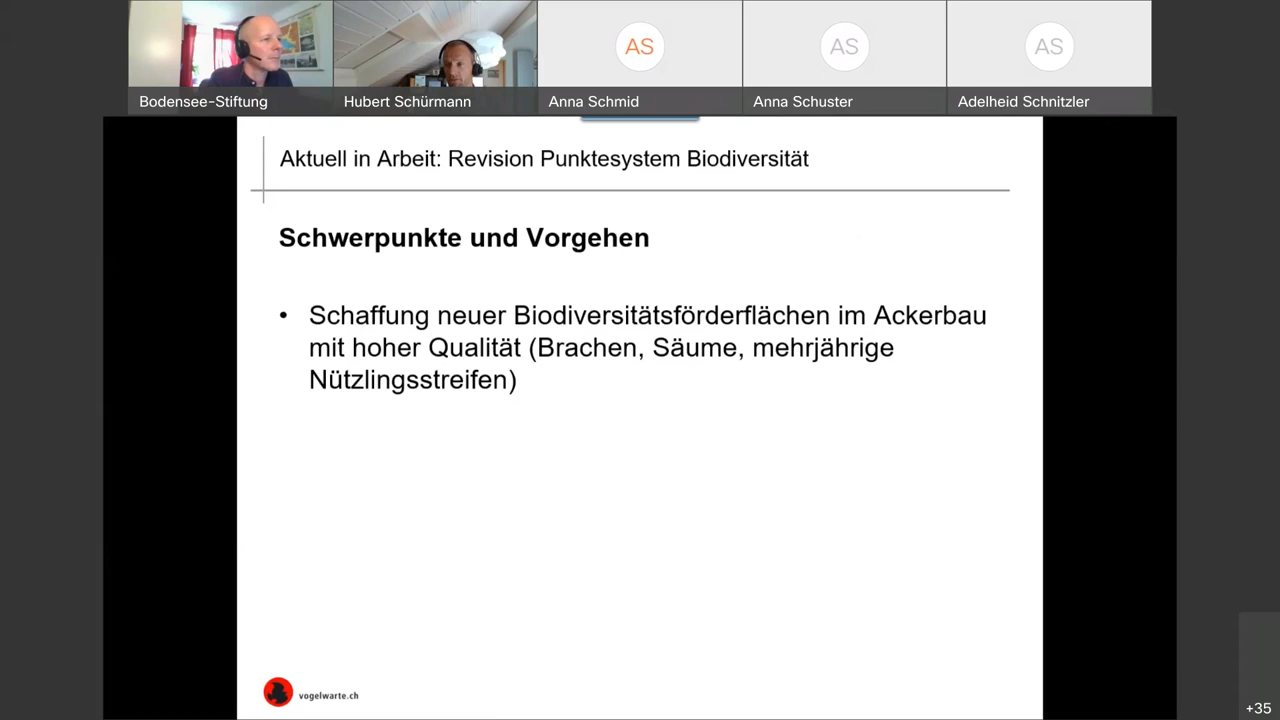 Bodensee-Stiftung
Hubert Schürmann
AS
Anna Schmid
AS
Anna Schuster
AS
Adelheid Schnitzler
Aktuell in Arbeit: Revision Punktesystem Biodiversität
Schwerpunkte und Vorgehen
• Schaffung neuer Biodiversitätsförderflächen im Ackerbau
mit hoher Qualität (Brachen, Säume, mehrjährige
Nützlingsstreifen)
vogelwarte.ch
+35